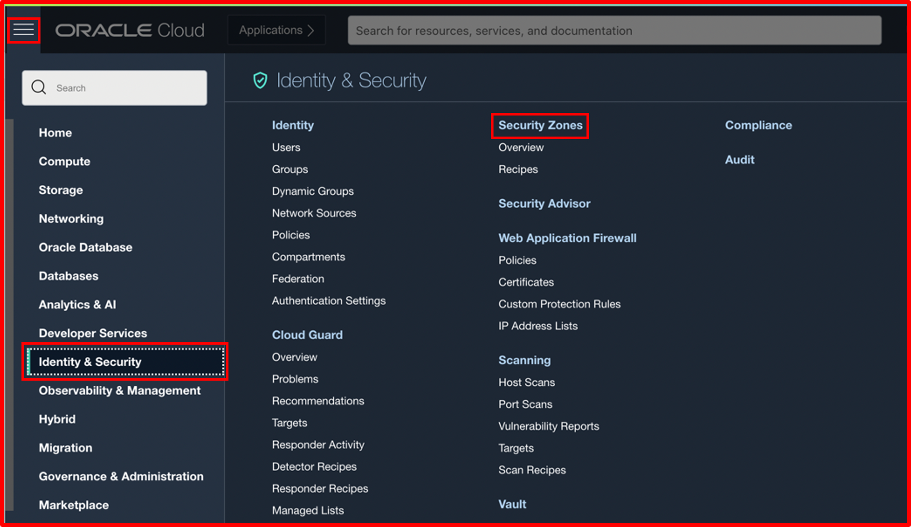 ORACLE Cloud
Applications
Search for resources, services, and documentation
Search
Home
Compute
Storage
Networking
Oracle Database
Databases
Analytics & AI
Developer Services
Identity & Security
Observability & Management
Hybrid
Migration
Governance & Administration
Marketplace
Identity & Security
Identity
Users
Groups
Dynamic Groups
Network Sources
Policies
Compartments
Federation
Authentication Settings
Cloud Guard
Overview
Problems
Recommendations
Targets
Responder Activity
Detector Recipes
Responder Recipes
Managed Lists
Security Zones
Overview
Recipes
Security Advisor
Web Application Firewall
Policies
Certificates
Custom Protection Rules
IP Address Lists
Scanning
Host Scans
Port Scans
Vulnerability Reports
Targets
Scan Recipes
Vault
Compliance
Audit